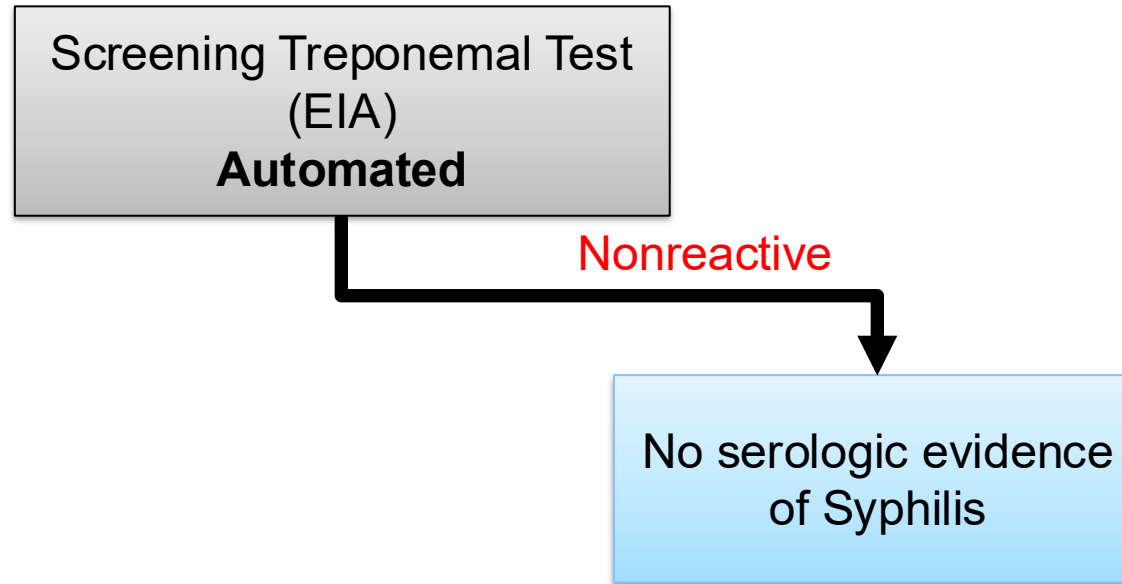 Screening Treponemal Test
(EIA)
Automated
Nonreactive
No serologic evidence
of Syphilis